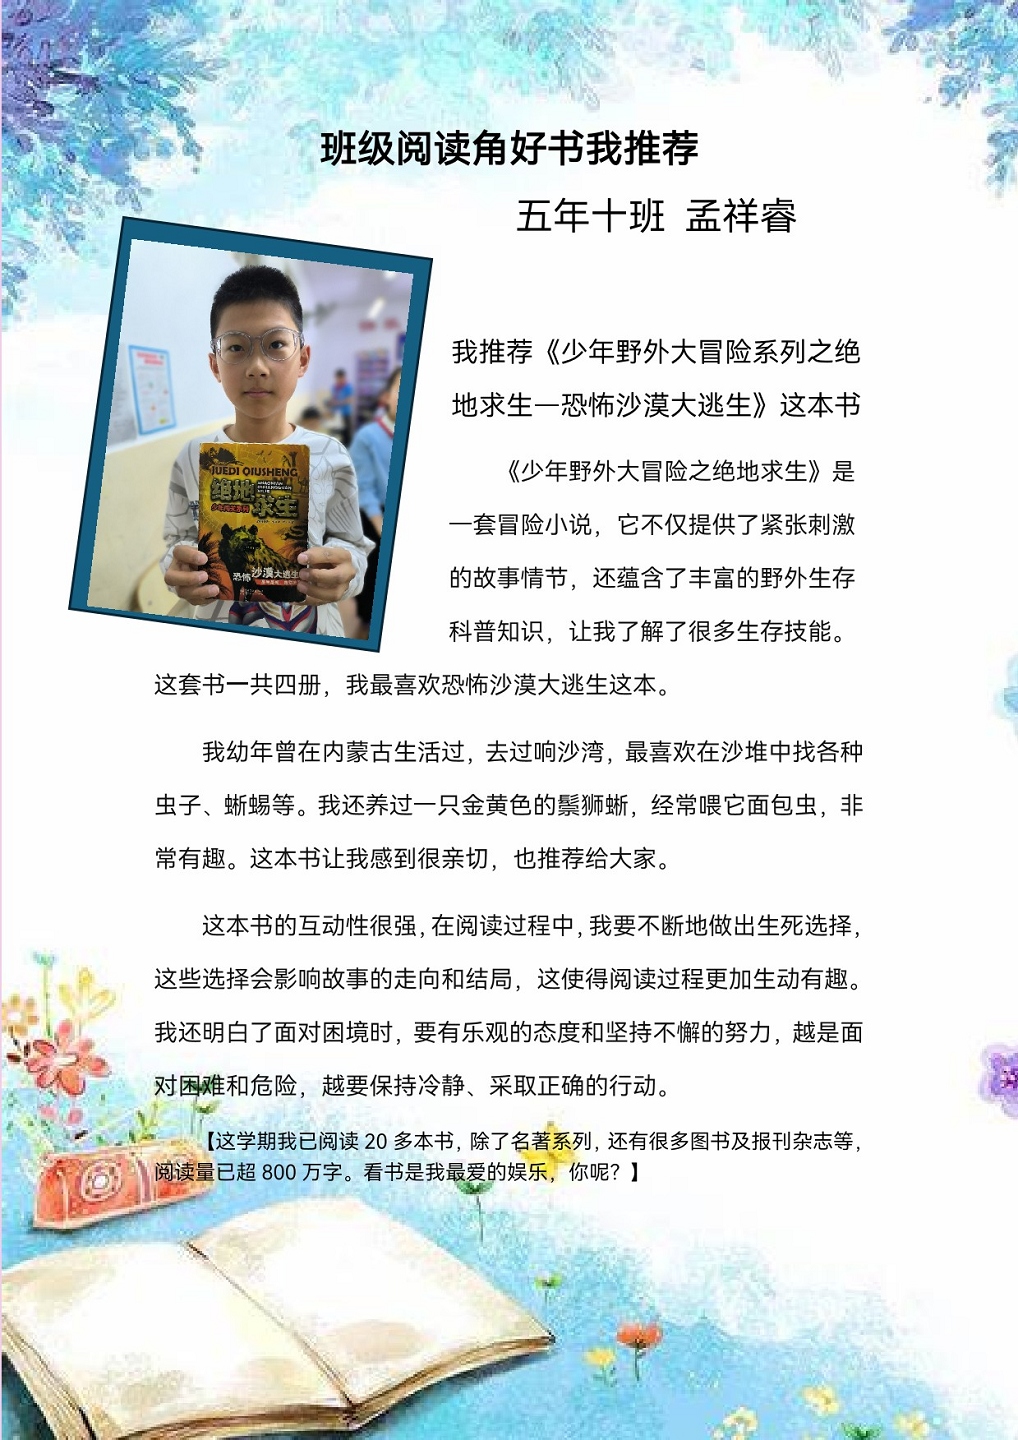 班级阅读角好书我推荐
五年十班 孟祥睿
我推荐《少年野外大冒险系列之绝
地求生—恐怖沙漠大逃生》这本书
《少年野外大冒险之绝地求生》是
一套冒险小说，它不仅提供了紧张刺激
的故事情节，还蕴含了丰富的野外生存
科普知识，让我了解了很多生存技能。
这套书一共四册，我最喜欢恐怖沙漠大逃生这本。
我幼年曾在内蒙古生活过，去过响沙湾，最喜欢在沙堆中找各种
虫子、蜥蜴等。我还养过一只金黄色的鬃狮蜥，经常喂它面包虫，非
常有趣。这本书让我感到很亲切，也推荐给大家。
这本书的互动性很强，在阅读过程中，我要不断地做出生死选择，
这些选择会影响故事的走向和结局，这使得阅读过程更加生动有趣。
我还明白了面对困境时，要有乐观的态度和坚持不懈的努力，越是面
对困难和危险，越要保持冷静、采取正确的行动。
【这学期我已阅读 20 多本书，除了名著系列，还有很多图书及报刊杂志等，
阅读量已超 800 万字。看书是我最爱的娱乐，你呢？】
JUEDI QIUSHENG
绝地
求生
恐怖沙漠大逃生